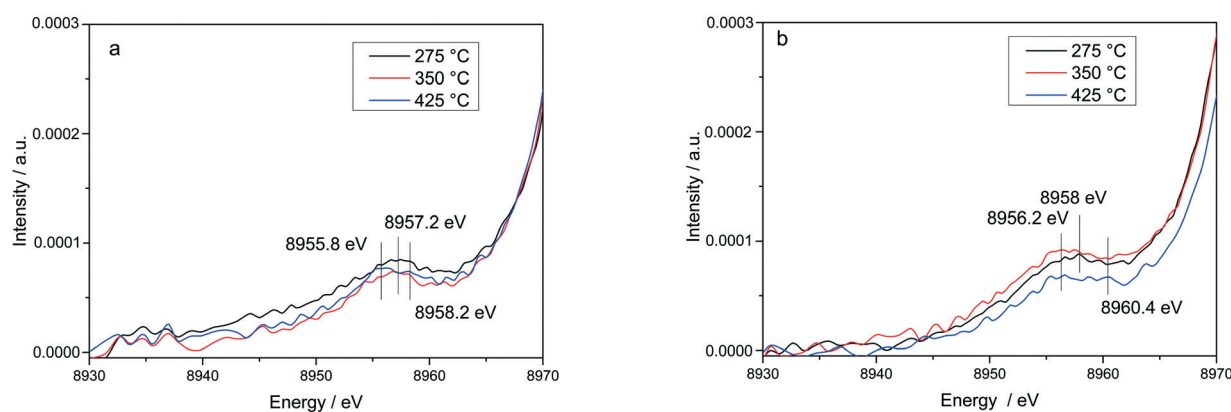 a
275 °C
350 °C
425 °C
0.0003
0.0002
0.0001
0.0000
Intensity / a.u.
8955.8 eV
8957.2 eV
8958.2 eV
8930
8940
8950
8960
8970
Energy / eV
b
275 °C
350 °C
425 °C
0.0003
0.0002
0.0001
0.0000
Intensity / a.u.
8958 eV
8956.2 eV
8960.4 eV
8930
8940
8950
8960
8970
Energy / eV